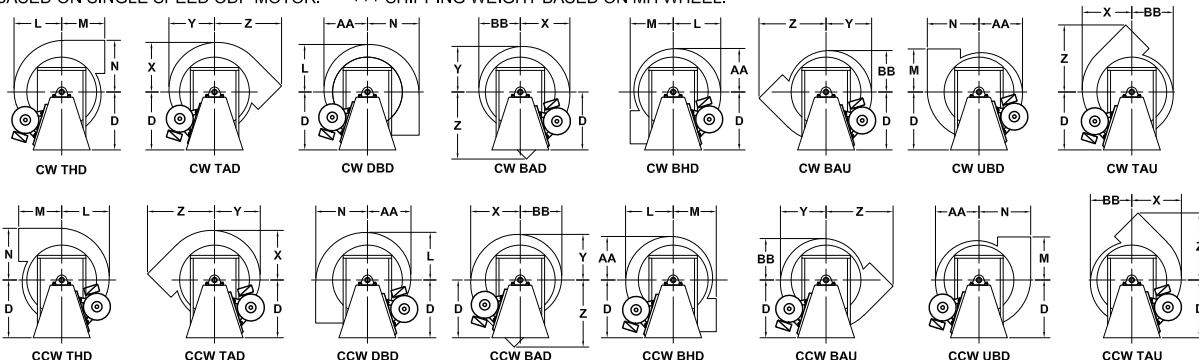 BASED ON SINGLE SPEED ODP MOTOR. +++ SHIPPING WEIGHT BASED ON MH WHEEL.
L M N D
Y Z X D
AA N L D
BB X Y Z D
M L AA D
Z Y BB D
N AA M D
X BB Z D
CW THD CW TAD CW DBD CW BAD CW BHD CW BAU CW UBD CW TAU
M L N D
Z Y X D
N AA L D
X BB Y Z D
L M AA D
Y Z BB D
AA N M D
BB X Z D
CCW THD CCW TAD CCW DBD CCW BAD CCW BHD CCW BAU CCW UBD CCW TAU